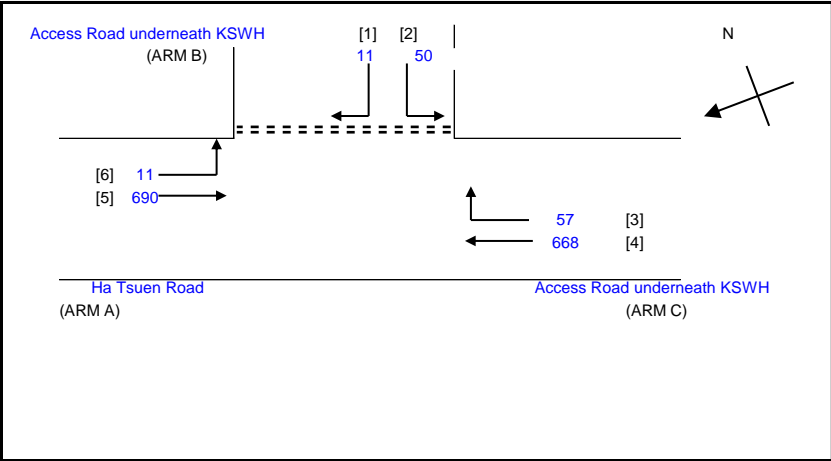 Access Road underneath KSWH [1] [2] N
(ARM B) 11 50
[6] 11
[5] 690
57 [3]
668 [4]
Ha Tsuen Road Access Road underneath KSWH
(ARM A) (ARM C)